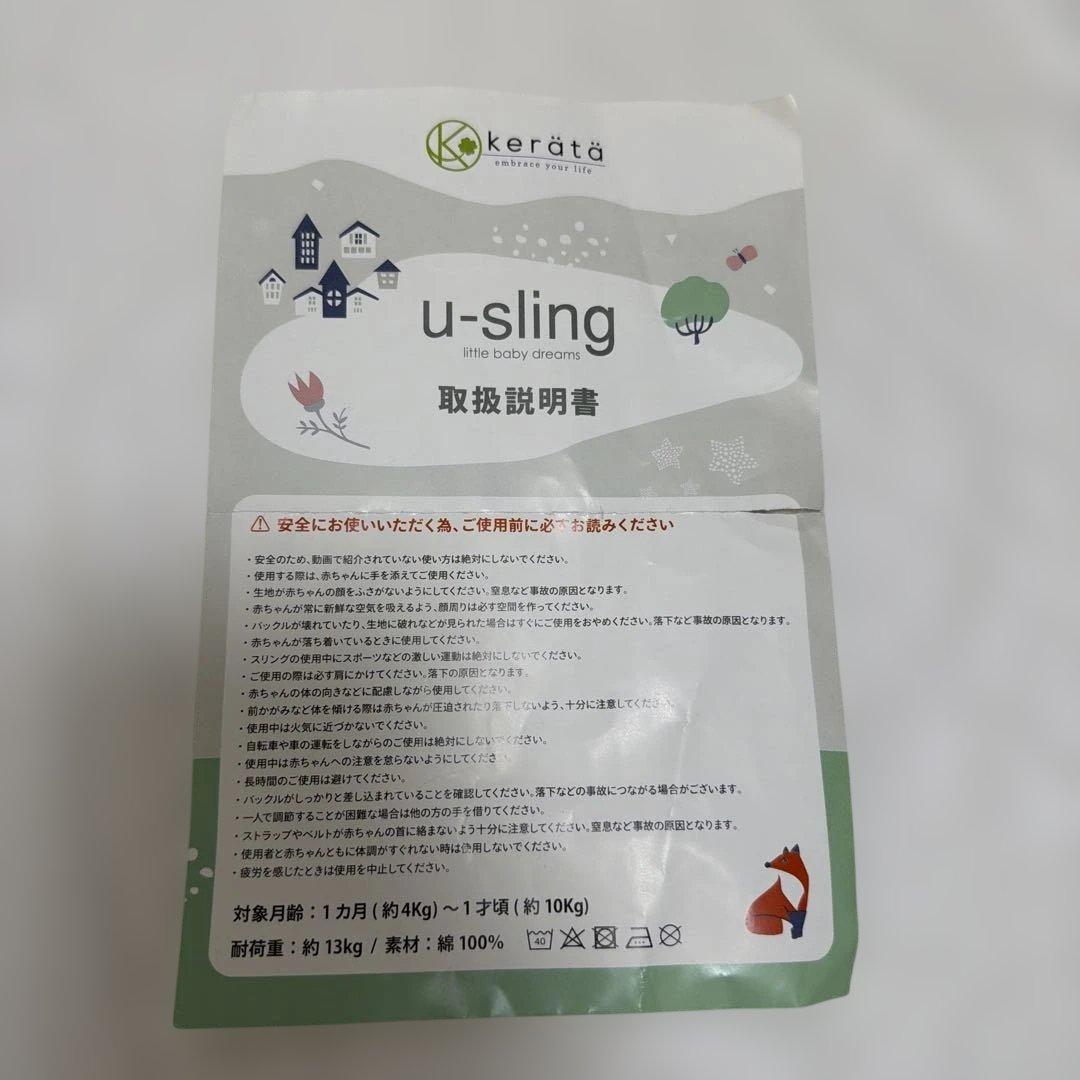 K kerätä
embrace your life
u-sling
little baby dreams
取扱説明書
安全にお使いいただく為、ご使用前に必ずお読みください
・安全のため、動画で紹介されていない使い方は絶対にしないでください。
・使用する際は、赤ちゃんに手を添えてご使用ください。
・生地が赤ちゃんの顔をふさがないようにしてください。窒息など事故の原因となります。
・赤ちゃんが常に新鮮な空気を吸えるよう、顔周りは必す空間を作ってください。
・バックルが壊れていたり、生地に破れなどが見られた場合はすぐにご使用をおやめください。落下など事故の原因となります。
・赤ちゃんが落ち着いているときに使用してください。
・スリングの使用中にスポーツなどの激しい運動は絶対にしないでください。
・ご使用の際は必す肩にかけてください。落下の原因となります。
・赤ちゃんの体の向きなどに配慮しながら使用してください。
・前かがみなど体を傾ける際は赤ちゃんが圧迫されたり落下しないよう、十分に注意してください。
・使用中は火気に近づかないでください。
・自転車や車の運転をしながらのご使用は絶対にしないでください。
・使用中は赤ちゃんへの注意を怠らないようにしてください。
・長時間のご使用は避けてください。
・バックルがしっかりと差し込まれていることを確認してください。落下などの事故につながる場合がございます。
・一人で調節することが困難な場合は他の方の手を借りてください。
・ストラップやベルトが赤ちゃんの首に絡まないよう十分に注意してください。窒息など事故の原因となります。
・使用者と赤ちゃんともに体調がすぐれない時は使用しないでください。
・疲労を感じたときは使用を中止してください。
対象月齢：1カ月(約4Kg)～1才頃(約10Kg)
耐荷重：約13kg / 素材：綿100% 40